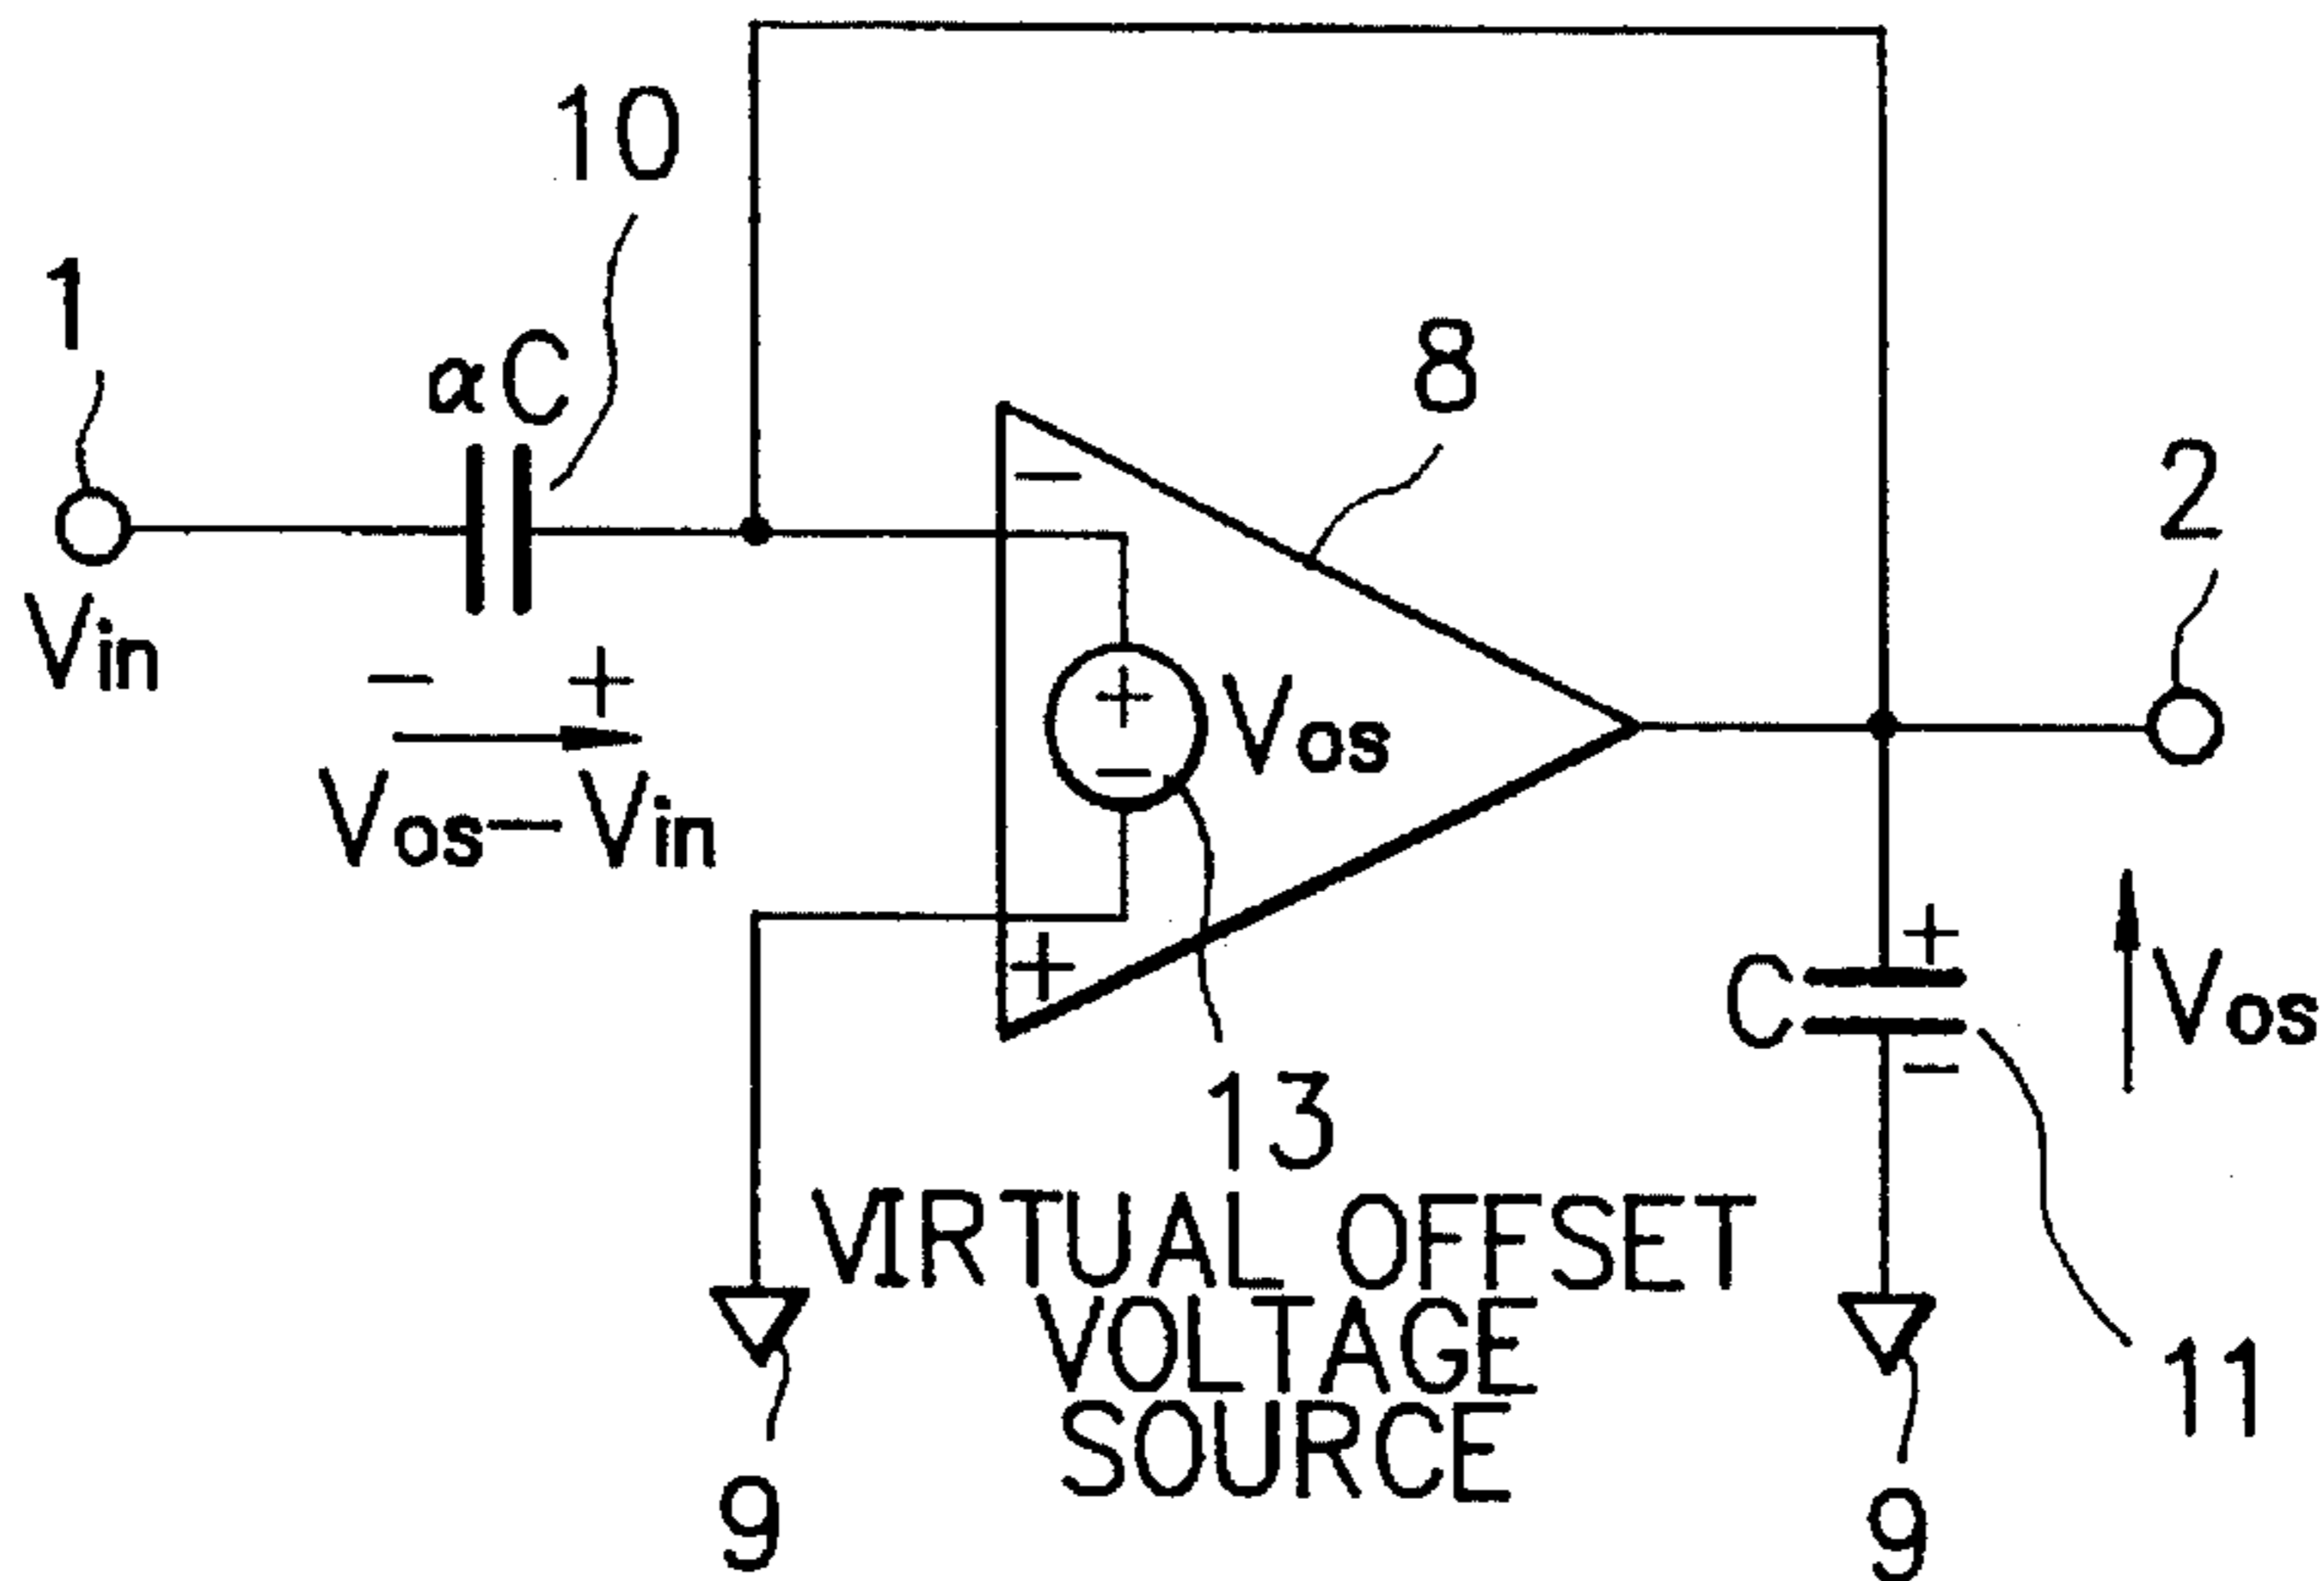 10
1
αC
8
2
−
Vin
− +
+
−
Vos
Vos−Vin
+
+
C
Vos
−
13
VIRTUAL OFFSET
VOLTAGE
SOURCE
11
9
9